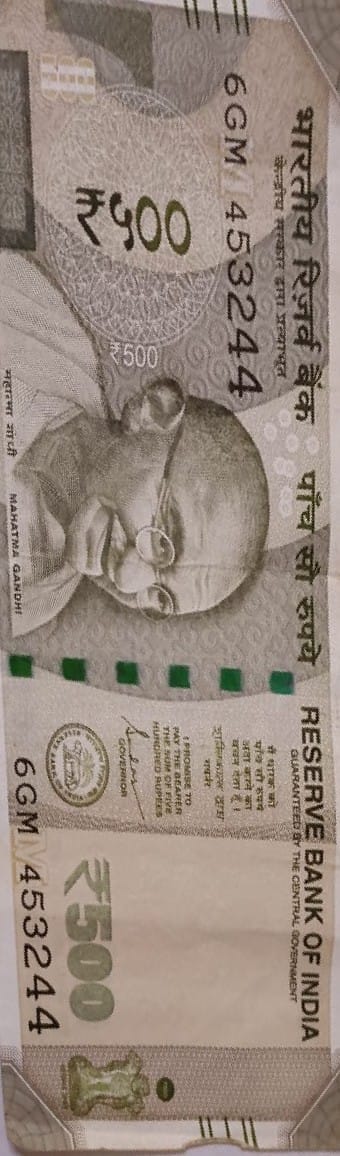 भारतीय रिज़र्व बैंक
केन्द्रीय सरकार द्वारा प्रत्याभूत
पाँच सौ रुपये
RESERVE BANK OF INDIA
GUARANTEED BY THE CENTRAL GOVERNMENT
6GM 453244
₹५००
₹500
महात्मा गांधी
MAHATMA GANDHI
मैं धारक को
पाँच सौ रुपये
अदा करने का
वचन देता हूँ।
गवर्नर
I PROMISE TO
PAY THE BEARER
THE SUM OF FIVE
HUNDRED RUPEES
GOVERNOR
₹500
6GM 453244